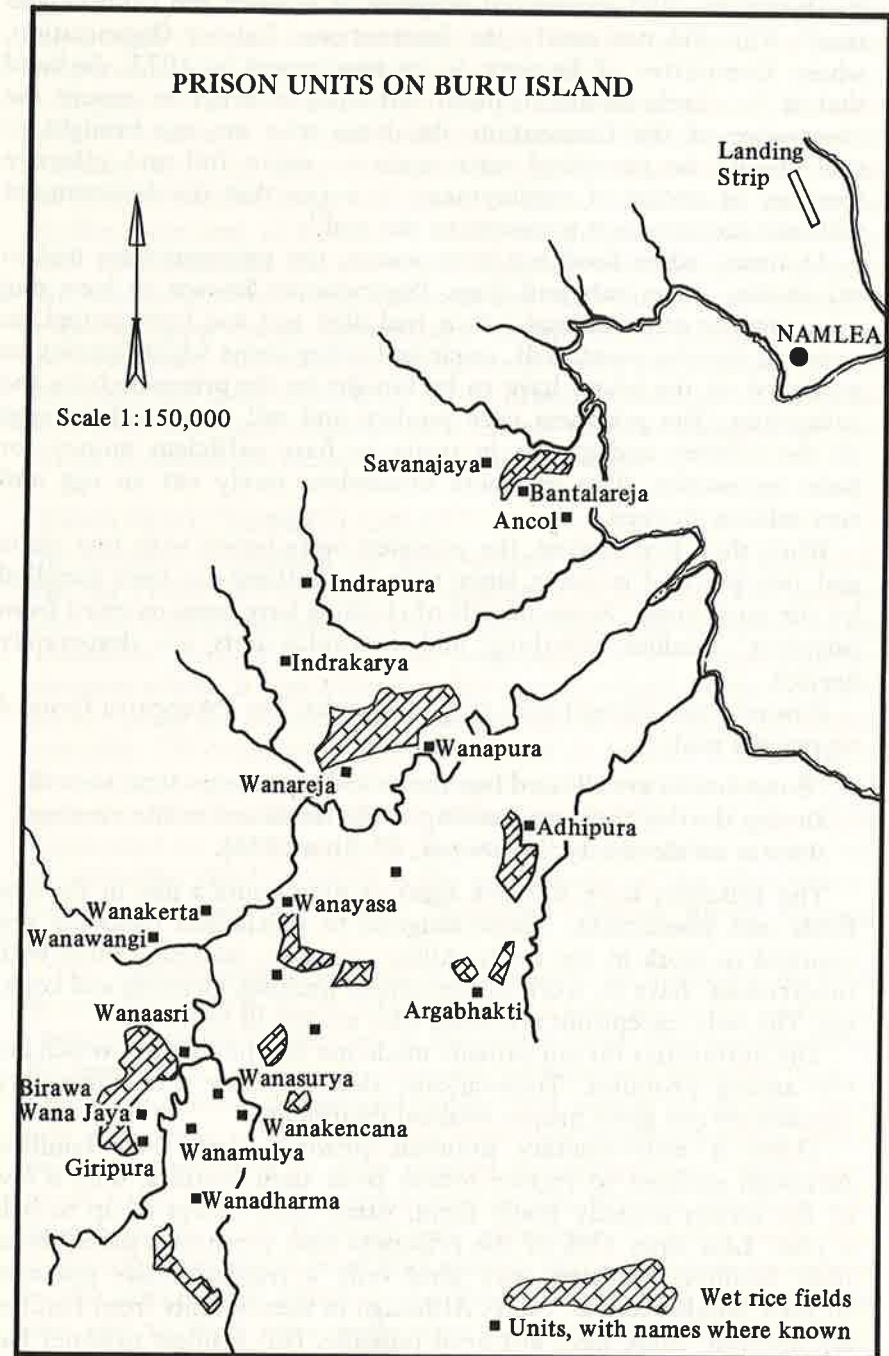 PRISON UNITS ON BURU ISLAND
Landing
Strip
NAMLEA
Scale 1:150,000
Savanajaya
Bantalareja
Ancol
Indrapura
Indrakarya
Wanapura
Wanareja
Adhipura
Wanayasa
Wanakerta
Wanawangi
Argabhakti
Wanaasri
Wanasurya
Birawa
Wana Jaya
Wanakencana
Giripura
Wanamulya
Wanadharma
Wet rice fields
Units, with names where known